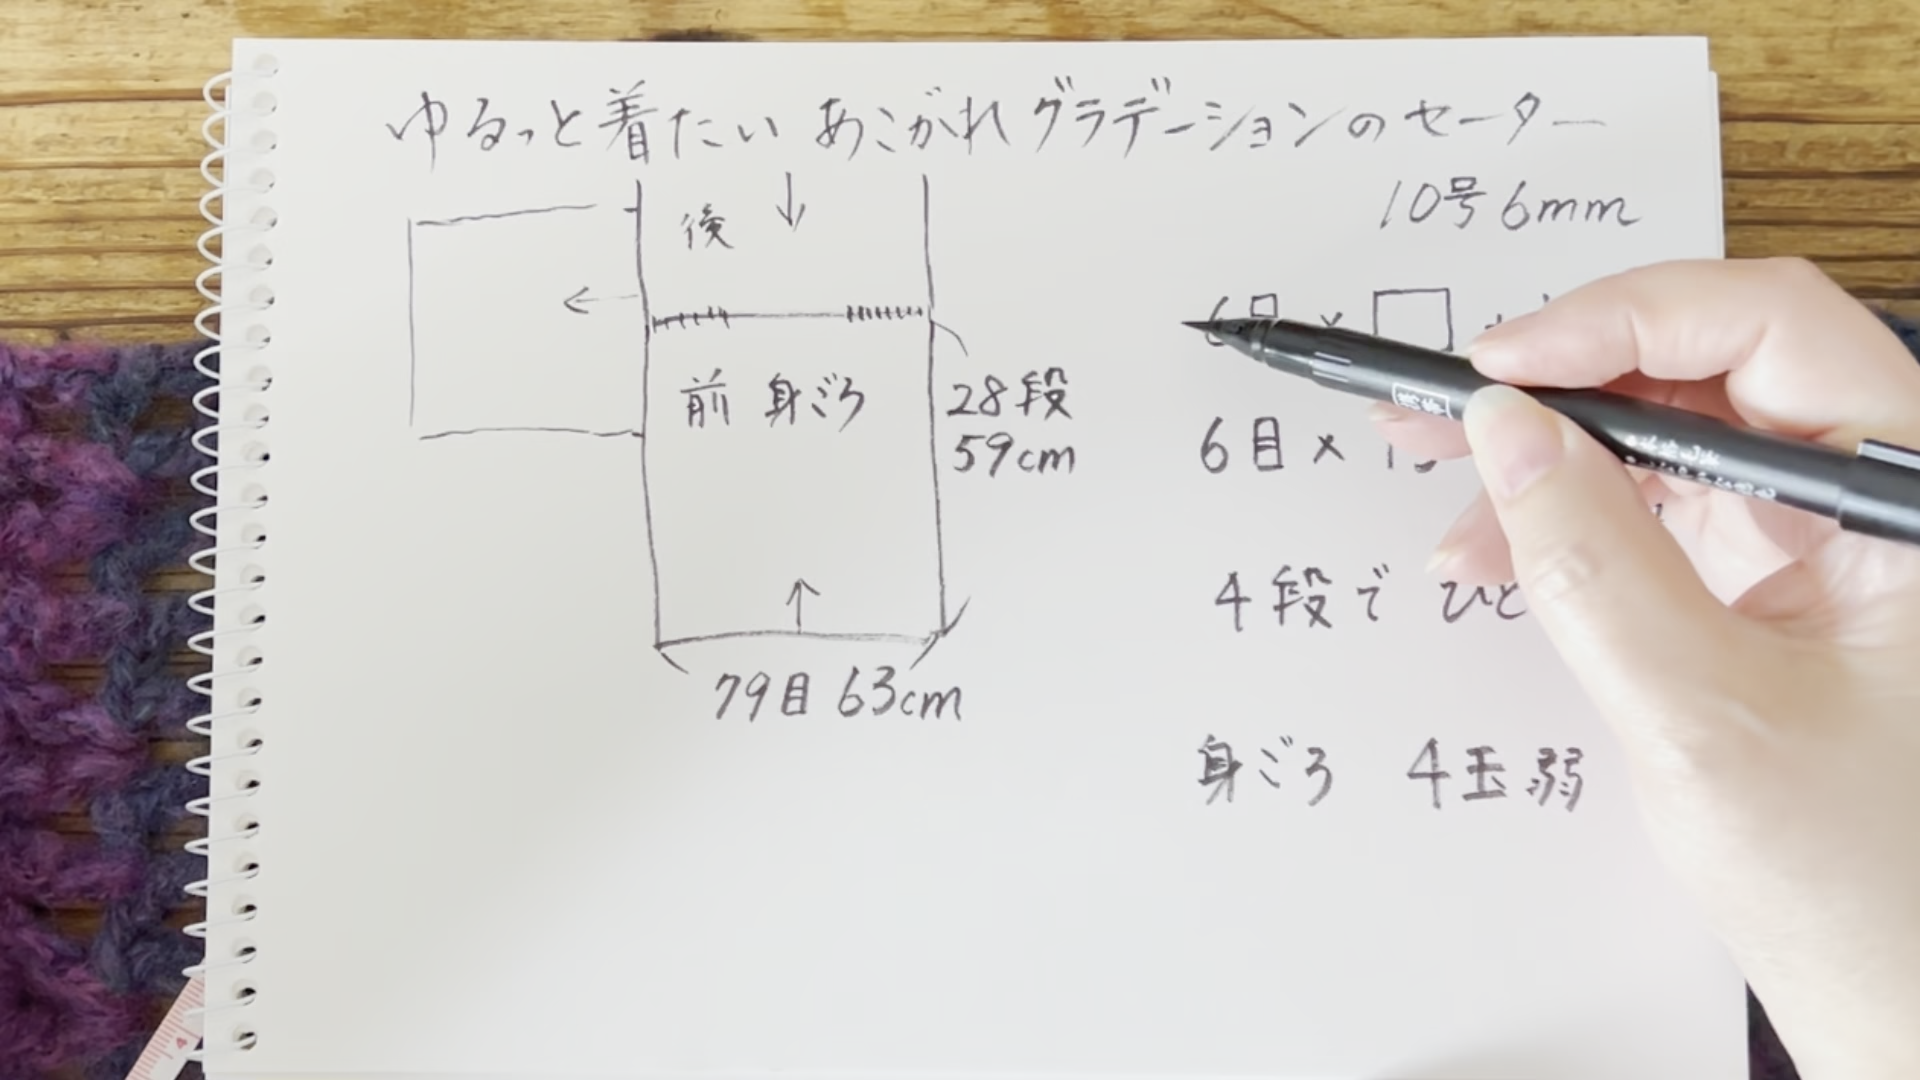 ゆるっと着たい あこがれグラデーションのセーター
10号 6mm
後
前 身ごろ
28段
59cm
79目 63cm
6目 ×
6目 ×
4段で ひと
身ごろ 4玉弱